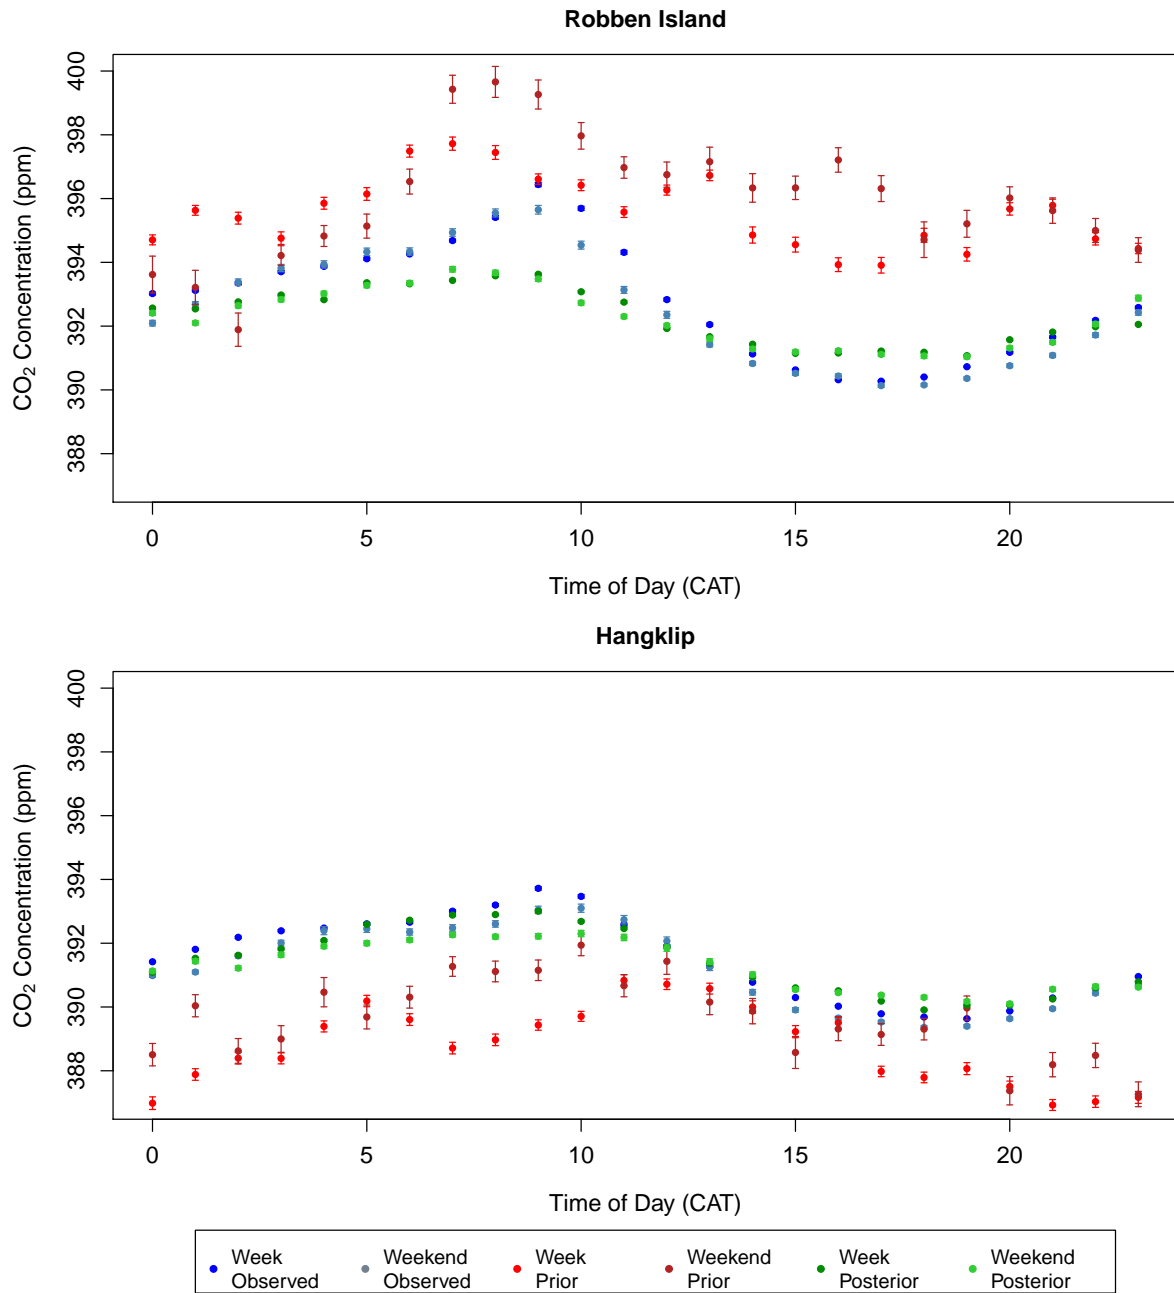 Robben Island
CO2 Concentration (ppm)
400
398
396
394
392
390
388
0 5 10 15 20
Time of Day (CAT)
Hangklip
CO2 Concentration (ppm)
400
398
396
394
392
390
388
0 5 10 15 20
Time of Day (CAT)
Week Observed
Weekend Observed
Week Prior
Weekend Prior
Week Posterior
Weekend Posterior